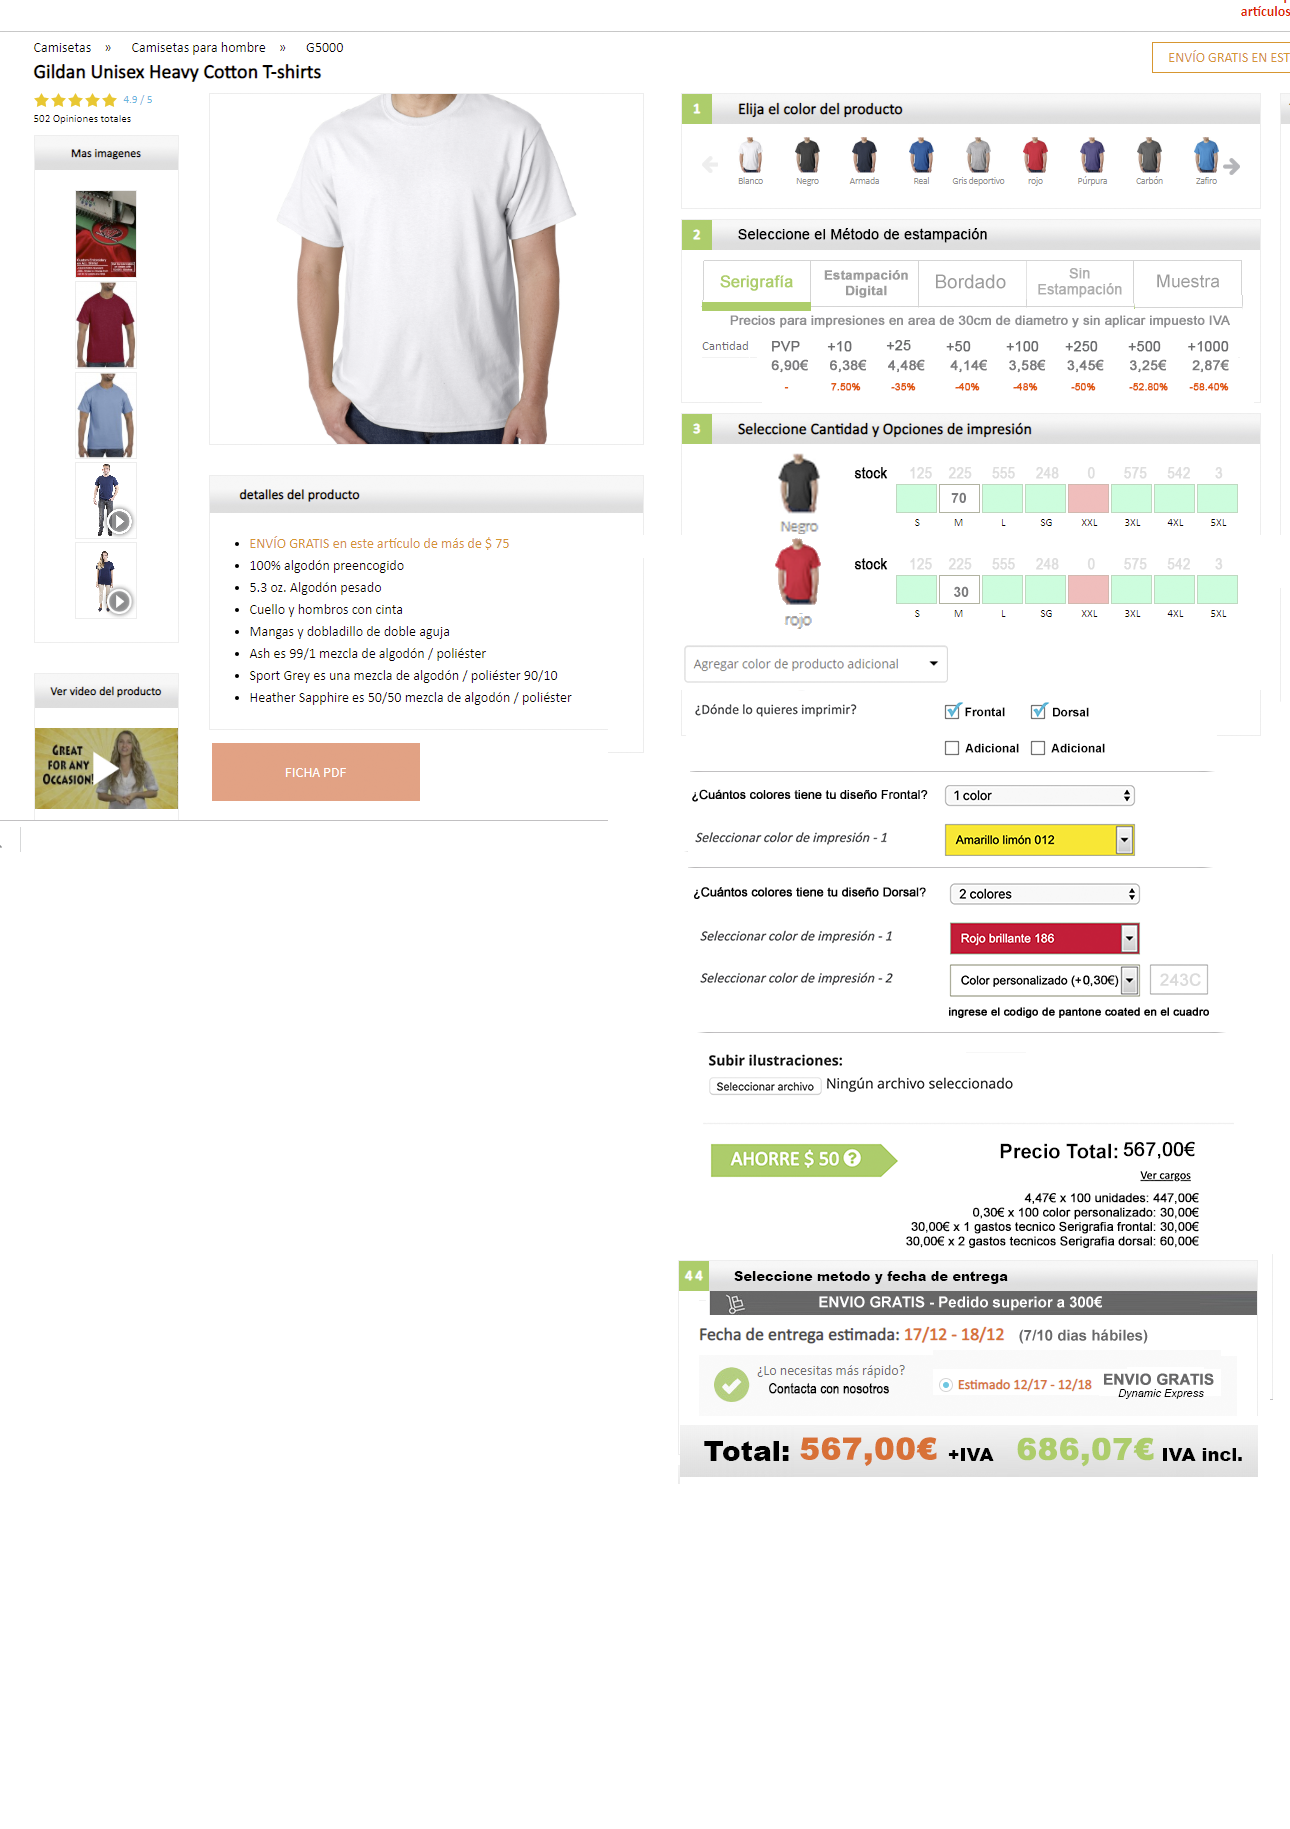 artículos
Camisetas » Camisetas para hombre » G5000
Gildan Unisex Heavy Cotton T-shirts
ENVÍO GRATIS EN EST
4.9 / 5
502 Opiniones totales
Mas imagenes
Ver video del producto
GREAT
FOR ANY
OCCASION!
detalles del producto
ENVÍO GRATIS en este artículo de más de $ 75
100% algodón preencogido
5.3 oz. Algodón pesado
Cuello y hombros con cinta
Mangas y dobladillo de doble aguja
Ash es 99/1 mezcla de algodón / poliéster
Sport Grey es una mezcla de algodón / poliéster 90/10
Heather Sapphire es 50/50 mezcla de algodón / poliéster
FICHA PDF
1 Elija el color del producto
Blanco Negro Armada Real Gris deportivo rojo Púrpura Carbón Zafiro
2 Seleccione el Método de estampación
Serigrafía Estampación Digital Bordado Sin Estampación Muestra
Precios para impresiones en area de 30cm de diametro y sin aplicar impuesto IVA
Cantidad PVP +10 +25 +50 +100 +250 +500 +1000
6,90€ 6,38€ 4,48€ 4,14€ 3,58€ 3,45€ 3,25€ 2,87€
- 7.50% -35% -40% -48% -50% -52.80% -58.40%
3 Seleccione Cantidad y Opciones de impresión
stock 125 225 555 248 0 575 542 3
70
S M L SG XXL 3XL 4XL 5XL
Negro
stock 125 225 555 248 0 575 542 3
30
S M L SG XXL 3XL 4XL 5XL
rojo
Agregar color de producto adicional
¿Dónde lo quieres imprimir? Frontal Dorsal
Adicional Adicional
¿Cuántos colores tiene tu diseño Frontal? 1 color
Seleccionar color de impresión - 1 Amarillo limón 012
¿Cuántos colores tiene tu diseño Dorsal? 2 colores
Seleccionar color de impresión - 1 Rojo brillante 186
Seleccionar color de impresión - 2 Color personalizado (+0,30€) 243C
ingrese el codigo de pantone coated en el cuadro
Subir ilustraciones:
Seleccionar archivo Ningún archivo seleccionado
AHORRE $ 50 ? Precio Total: 567,00€
Ver cargos
4,47€ x 100 unidades: 447,00€
0,30€ x 100 color personalizado: 30,00€
30,00€ x 1 gastos tecnico Serigrafia frontal: 30,00€
30,00€ x 2 gastos tecnicos Serigrafia dorsal: 60,00€
44 Seleccione metodo y fecha de entrega
ENVIO GRATIS - Pedido superior a 300€
Fecha de entrega estimada: 17/12 - 18/12 (7/10 dias hábiles)
¿Lo necesitas más rápido?
Contacta con nosotros
Estimado 12/17 - 12/18 ENVIO GRATIS
Dynamic Express
Total: 567,00€ +IVA 686,07€ IVA incl.